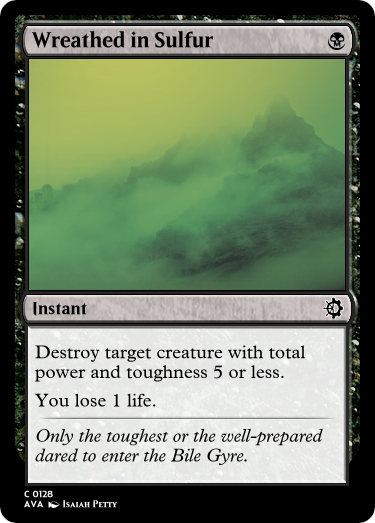 Wreathed in Sulfur
Instant
Destroy target creature with total
power and toughness 5 or less.
You lose 1 life.
Only the toughest or the well-prepared
dared to enter the Bile Gyre.
C 0128
AVA Isaiah Petty